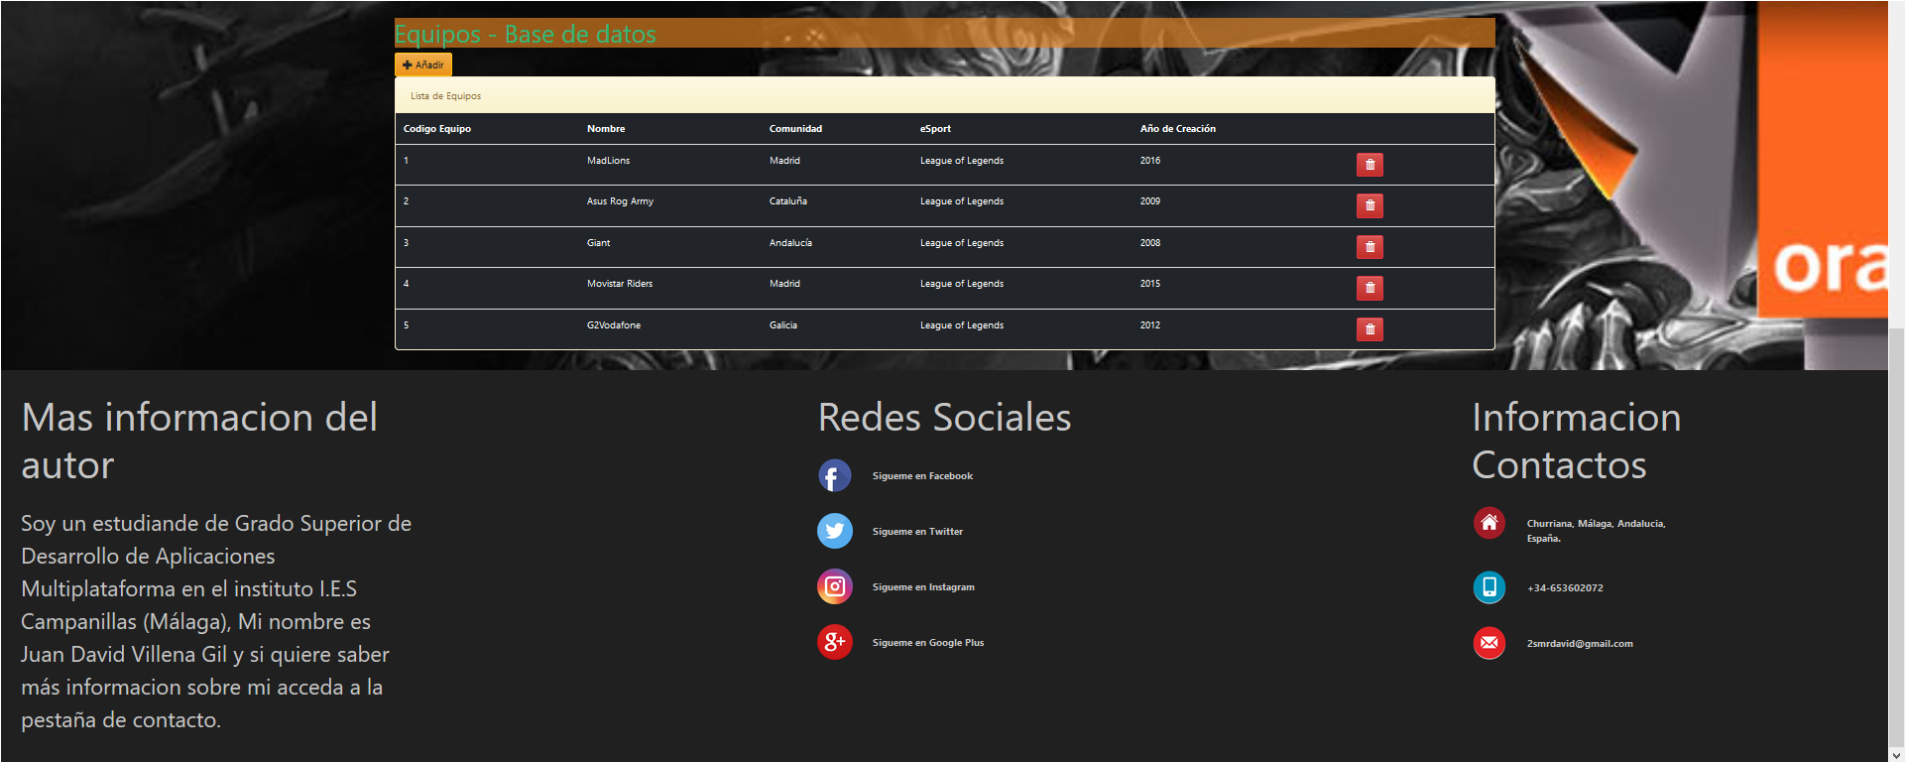 Equipos - Base de datos
Añadir
Lista de Equipos
Codigo Equipo Nombre Comunidad eSport Año de Creación
1 MadLions Madrid League of Legends 2016
2 Asus Rog Army Cataluña League of Legends 2009
3 Giant Andalucía League of Legends 2008
4 Movistar Riders Madrid League of Legends 2015
5 G2Vodafone Galicia League of Legends 2012
ora
Mas informacion del
autor
Soy un estudiande de Grado Superior de
Desarrollo de Aplicaciones
Multiplataforma en el instituto I.E.S
Campanillas (Málaga), Mi nombre es
Juan David Villena Gil y si quiere saber
más informacion sobre mi acceda a la
pestaña de contacto.
Redes Sociales
Sigueme en Facebook
Sigueme en Twitter
Sigueme en Instagram
Sigueme en Google Plus
Informacion
Contactos
Churriana, Málaga, Andalucia,
España.
+34-653602072
2smrdavid@gmail.com